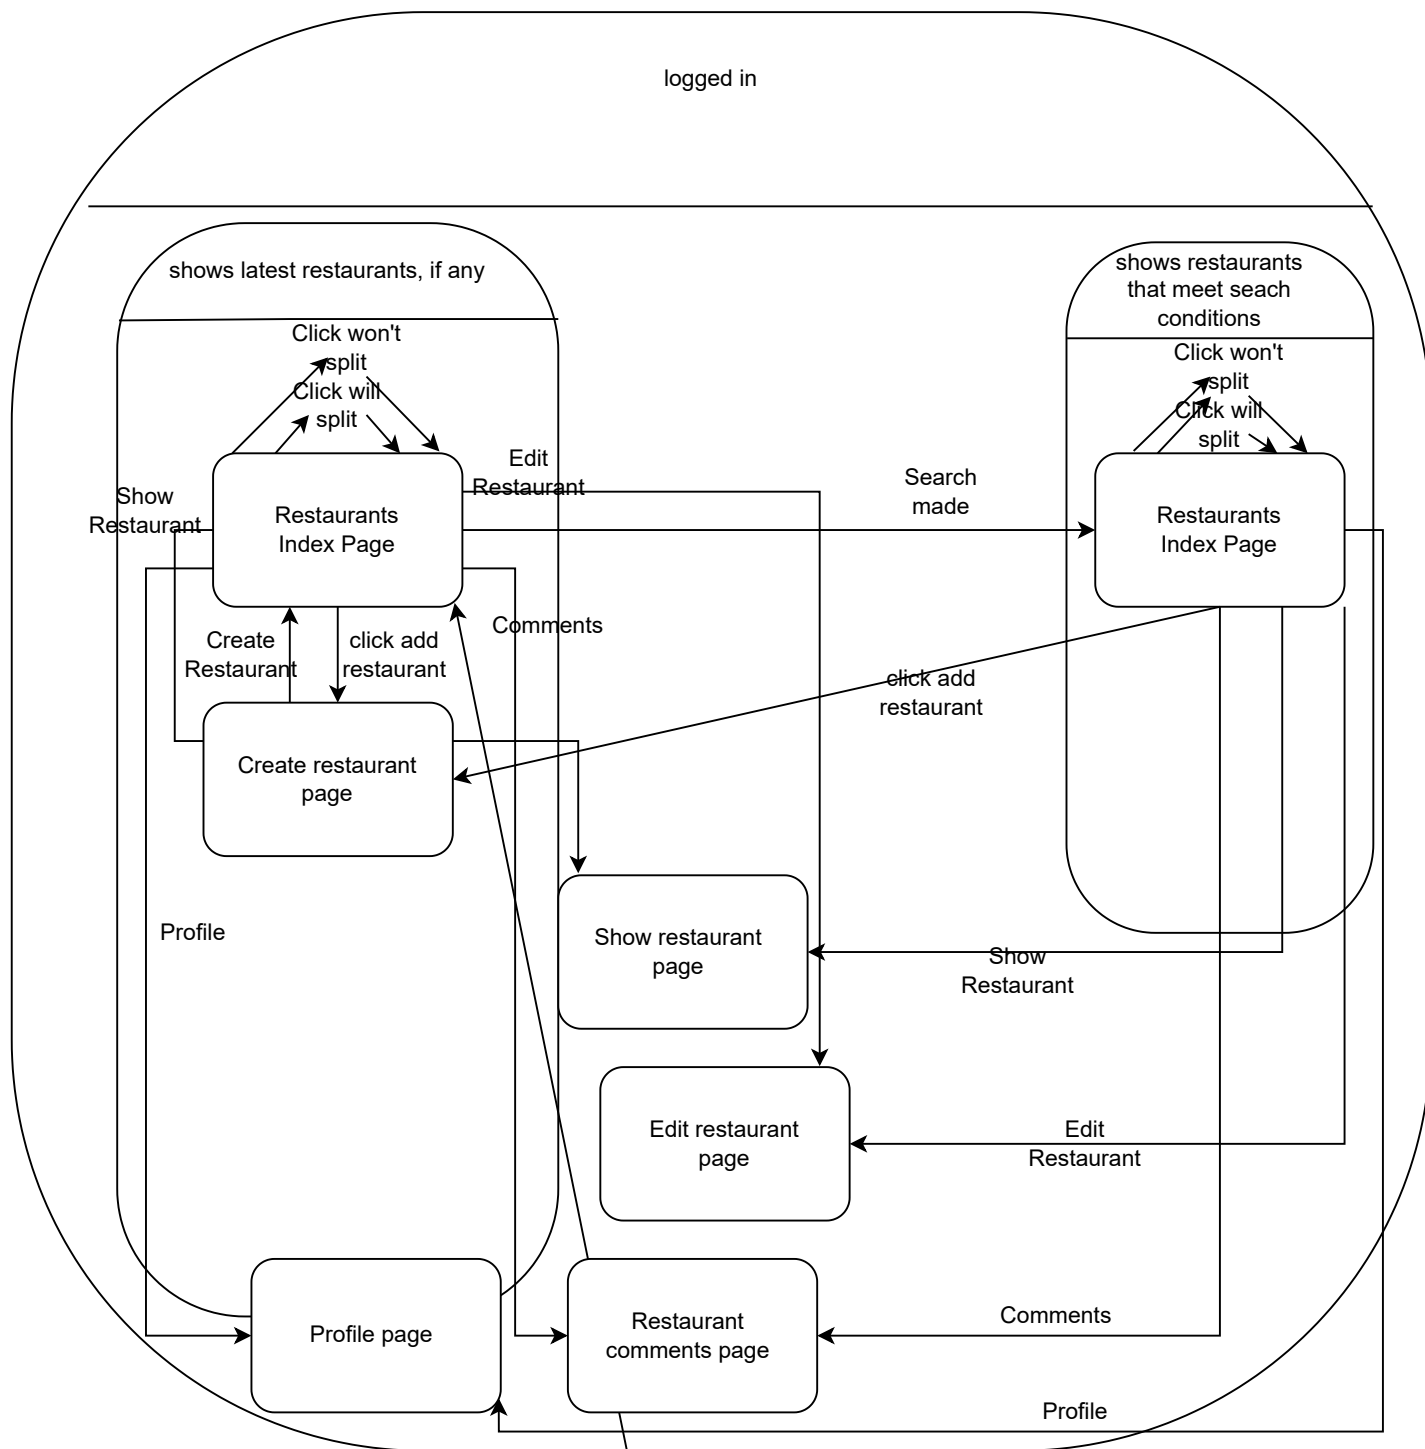 logged in
shows latest restaurants, if any
shows restaurants
that meet seach
conditions
Click won't
split
Click will
split
Click won't
split
Click will
split
Edit
Restaurant
Search
made
Show
Restaurant
Restaurants
Index Page
Restaurants
Index Page
Comments
Create
Restaurant
click add
restaurant
click add
restaurant
Create restaurant
page
Profile
Show restaurant
page
Show
Restaurant
Edit restaurant
page
Edit
Restaurant
Profile page
Restaurant
comments page
Comments
Profile